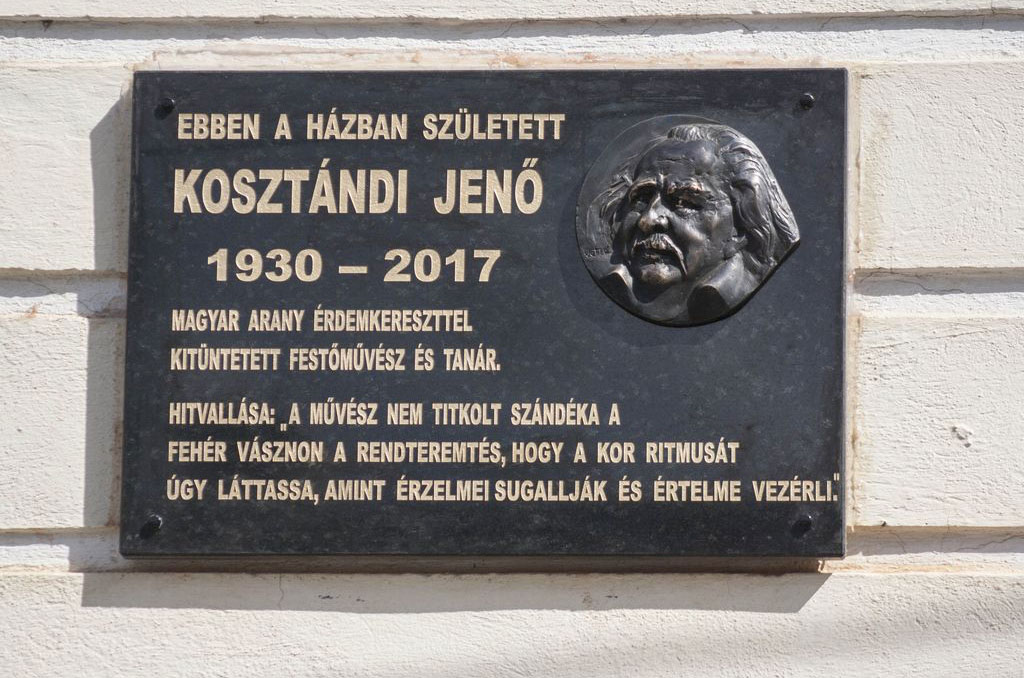 EBBEN A HÁZBAN SZÜLETETT
KOSZTÁNDI JENŐ
1930 – 2017
MAGYAR ARANY ÉRDEMKERESZTTEL
KITÜNTETETT FESTŐMŰVÉSZ ÉS TANÁR.
HITVALLÁSA: „A MŰVÉSZ NEM TITKOLT SZÁNDÉKA A
FEHÉR VÁSZNON A RENDTEREMTÉS, HOGY A KOR RITMUSÁT
ÚGY LÁTTASSA, AMINT ÉRZELMEI SUGALLJÁK ÉS ÉRTELME VEZÉRLI."